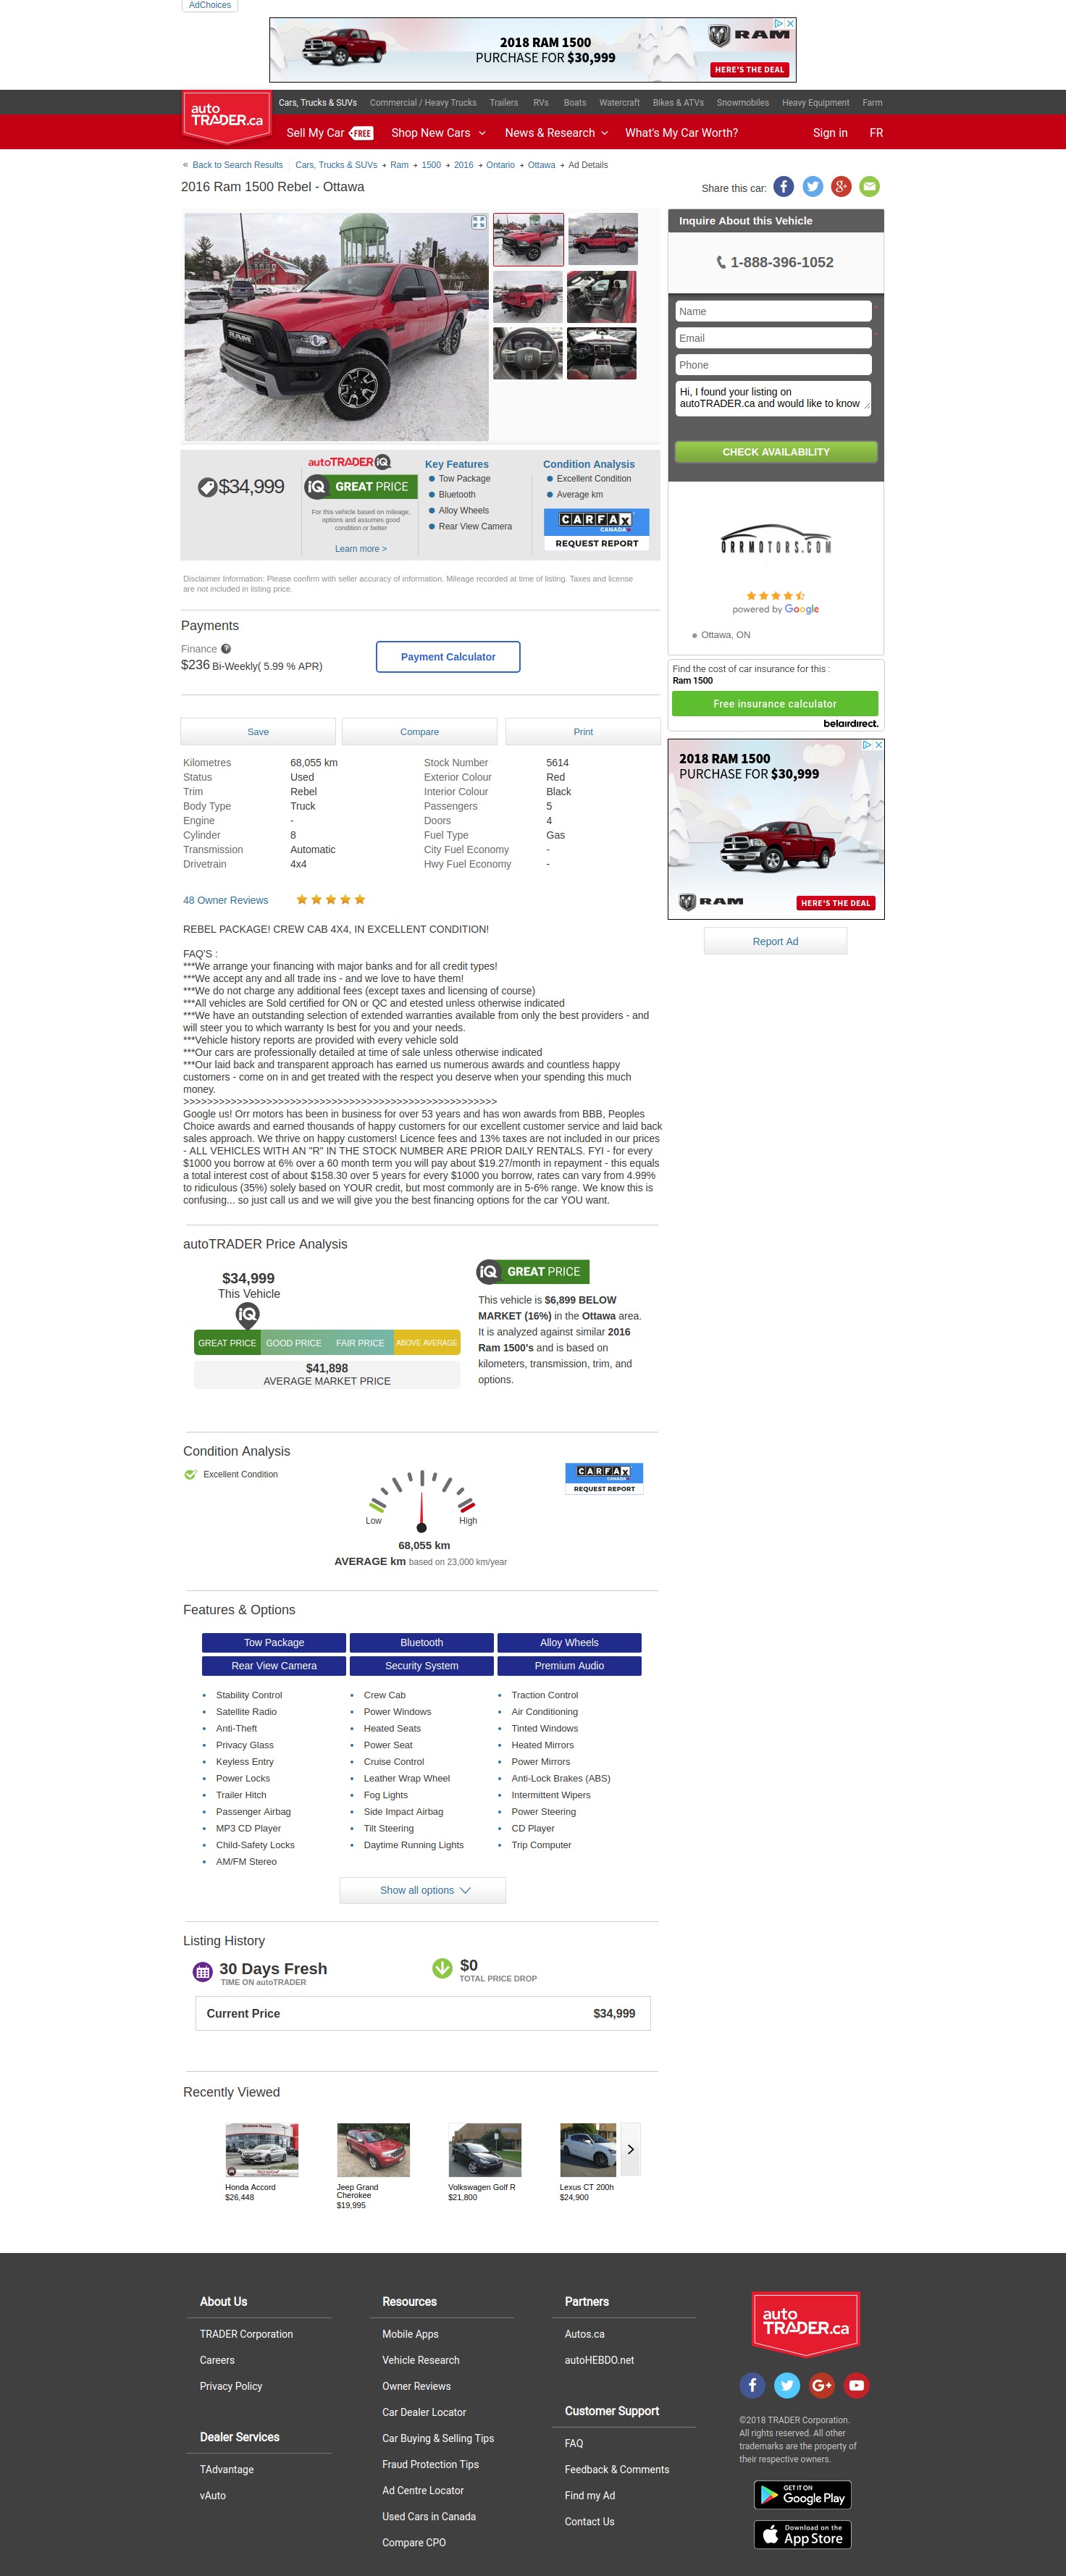 AdChoices
2018 RAM 1500
PURCHASE FOR $30,999
RAM
HERE'S THE DEAL
auto
TRADER.ca
Cars, Trucks & SUVs Commercial / Heavy Trucks Trailers RVs Boats Watercraft Bikes & ATVs Snowmobiles Heavy Equipment Farm
Sell My Car FREE Shop New Cars News & Research What's My Car Worth? Sign in FR
« Back to Search Results Cars, Trucks & SUVs Ram 1500 2016 Ontario Ottawa Ad Details
2016 Ram 1500 Rebel - Ottawa
Share this car:
RAM
Inquire About this Vehicle
1-888-396-1052
Name
Email
Phone
Hi, I found your listing on
autoTRADER.ca and would like to know
CHECK AVAILABILITY
ORRMOTORS.COM
powered by Google
Ottawa, ON
Find the cost of car insurance for this :
Ram 1500
Free insurance calculator
belairdirect.
2018 RAM 1500
PURCHASE FOR $30,999
RAM
HERE'S THE DEAL
Report Ad
$34,999
autoTRADER iQ
iQ GREAT PRICE
For this vehicle based on mileage,
options and assumes good
condition or better
Learn more >
Key Features
Tow Package
Bluetooth
Alloy Wheels
Rear View Camera
Condition Analysis
Excellent Condition
Average km
CARFAX
CANADA
REQUEST REPORT
Disclaimer Information: Please confirm with seller accuracy of information. Mileage recorded at time of listing. Taxes and license
are not included in listing price.
Payments
Finance ?
$236 Bi-Weekly( 5.99 % APR)
Payment Calculator
Save Compare Print
Kilometres 68,055 km Stock Number 5614
Status Used Exterior Colour Red
Trim Rebel Interior Colour Black
Body Type Truck Passengers 5
Engine - Doors 4
Cylinder 8 Fuel Type Gas
Transmission Automatic City Fuel Economy -
Drivetrain 4x4 Hwy Fuel Economy -
48 Owner Reviews
REBEL PACKAGE! CREW CAB 4X4, IN EXCELLENT CONDITION!
FAQ'S :
***We arrange your financing with major banks and for all credit types!
***We accept any and all trade ins - and we love to have them!
***We do not charge any additional fees (except taxes and licensing of course)
***All vehicles are Sold certified for ON or QC and etested unless otherwise indicated
***We have an outstanding selection of extended warranties available from only the best providers - and
will steer you to which warranty Is best for you and your needs.
***Vehicle history reports are provided with every vehicle sold
***Our cars are professionally detailed at time of sale unless otherwise indicated
***Our laid back and transparent approach has earned us numerous awards and countless happy
customers - come on in and get treated with the respect you deserve when your spending this much
money.
>>>>>>>>>>>>>>>>>>>>>>>>>>>>>>>>>>>>>>>>>>>>>>>>>>>>>
Google us! Orr motors has been in business for over 53 years and has won awards from BBB, Peoples
Choice awards and earned thousands of happy customers for our excellent customer service and laid back
sales approach. We thrive on happy customers! Licence fees and 13% taxes are not included in our prices
- ALL VEHICLES WITH AN "R" IN THE STOCK NUMBER ARE PRIOR DAILY RENTALS. FYI - for every
$1000 you borrow at 6% over a 60 month term you will pay about $19.27/month in repayment - this equals
a total interest cost of about $158.30 over 5 years for every $1000 you borrow, rates can vary from 4.99%
to ridiculous (35%) solely based on YOUR credit, but most commonly are in 5-6% range. We know this is
confusing... so just call us and we will give you the best financing options for the car YOU want.
autoTRADER Price Analysis
$34,999
This Vehicle
iQ
GREAT PRICE GOOD PRICE FAIR PRICE ABOVE AVERAGE
$41,898
AVERAGE MARKET PRICE
iQ GREAT PRICE
This vehicle is $6,899 BELOW
MARKET (16%) in the Ottawa area.
It is analyzed against similar 2016
Ram 1500's and is based on
kilometers, transmission, trim, and
options.
Condition Analysis
Excellent Condition
Low High
68,055 km
AVERAGE km based on 23,000 km/year
CARFAX
CANADA
REQUEST REPORT
Features & Options
Tow Package Bluetooth Alloy Wheels
Rear View Camera Security System Premium Audio
Stability Control Crew Cab Traction Control
Satellite Radio Power Windows Air Conditioning
Anti-Theft Heated Seats Tinted Windows
Privacy Glass Power Seat Heated Mirrors
Keyless Entry Cruise Control Power Mirrors
Power Locks Leather Wrap Wheel Anti-Lock Brakes (ABS)
Trailer Hitch Fog Lights Intermittent Wipers
Passenger Airbag Side Impact Airbag Power Steering
MP3 CD Player Tilt Steering CD Player
Child-Safety Locks Daytime Running Lights Trip Computer
AM/FM Stereo
Show all options
Listing History
30 Days Fresh
TIME ON autoTRADER
$0
TOTAL PRICE DROP
Current Price $34,999
Recently Viewed
Honda Accord
$26,448
Jeep Grand
Cherokee
$19,995
Volkswagen Golf R
$21,800
Lexus CT 200h
$24,900
About Us
TRADER Corporation
Careers
Privacy Policy
Dealer Services
TAdvantage
vAuto
Resources
Mobile Apps
Vehicle Research
Owner Reviews
Car Dealer Locator
Car Buying & Selling Tips
Fraud Protection Tips
Ad Centre Locator
Used Cars in Canada
Compare CPO
Partners
Autos.ca
autoHEBDO.net
Customer Support
FAQ
Feedback & Comments
Find my Ad
Contact Us
auto
TRADER.ca
©2018 TRADER Corporation.
All rights reserved. All other
trademarks are the property of
their respective owners.
GET IT ON
Google Play
Download on the
App Store